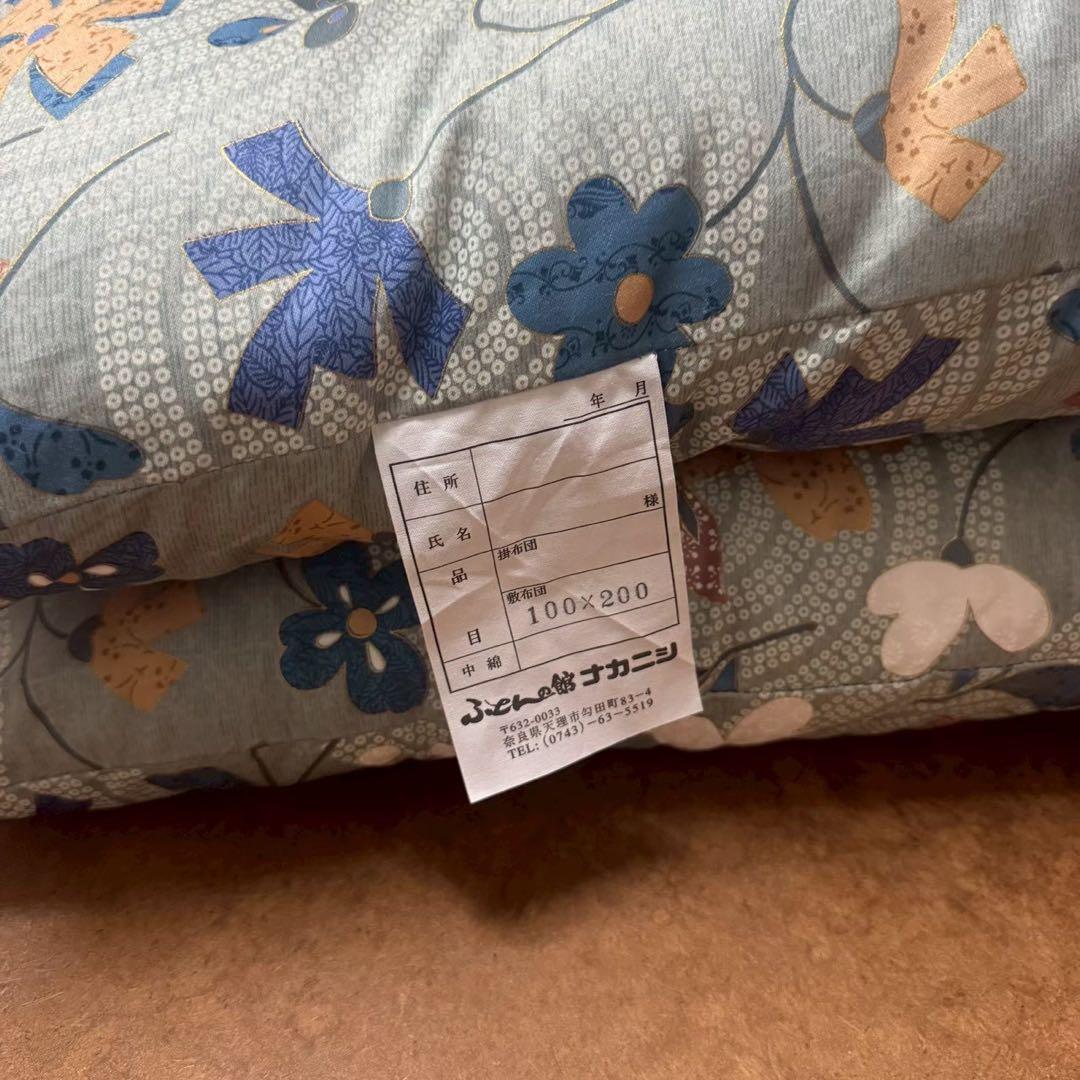 年 月
住所
氏名 様
品目 掛布団
敷布団
100×200
中綿
ふとんの館 ナカニシ
〒632-0033
奈良県天理市勾田町83-4
TEL: (0743)-63-5519